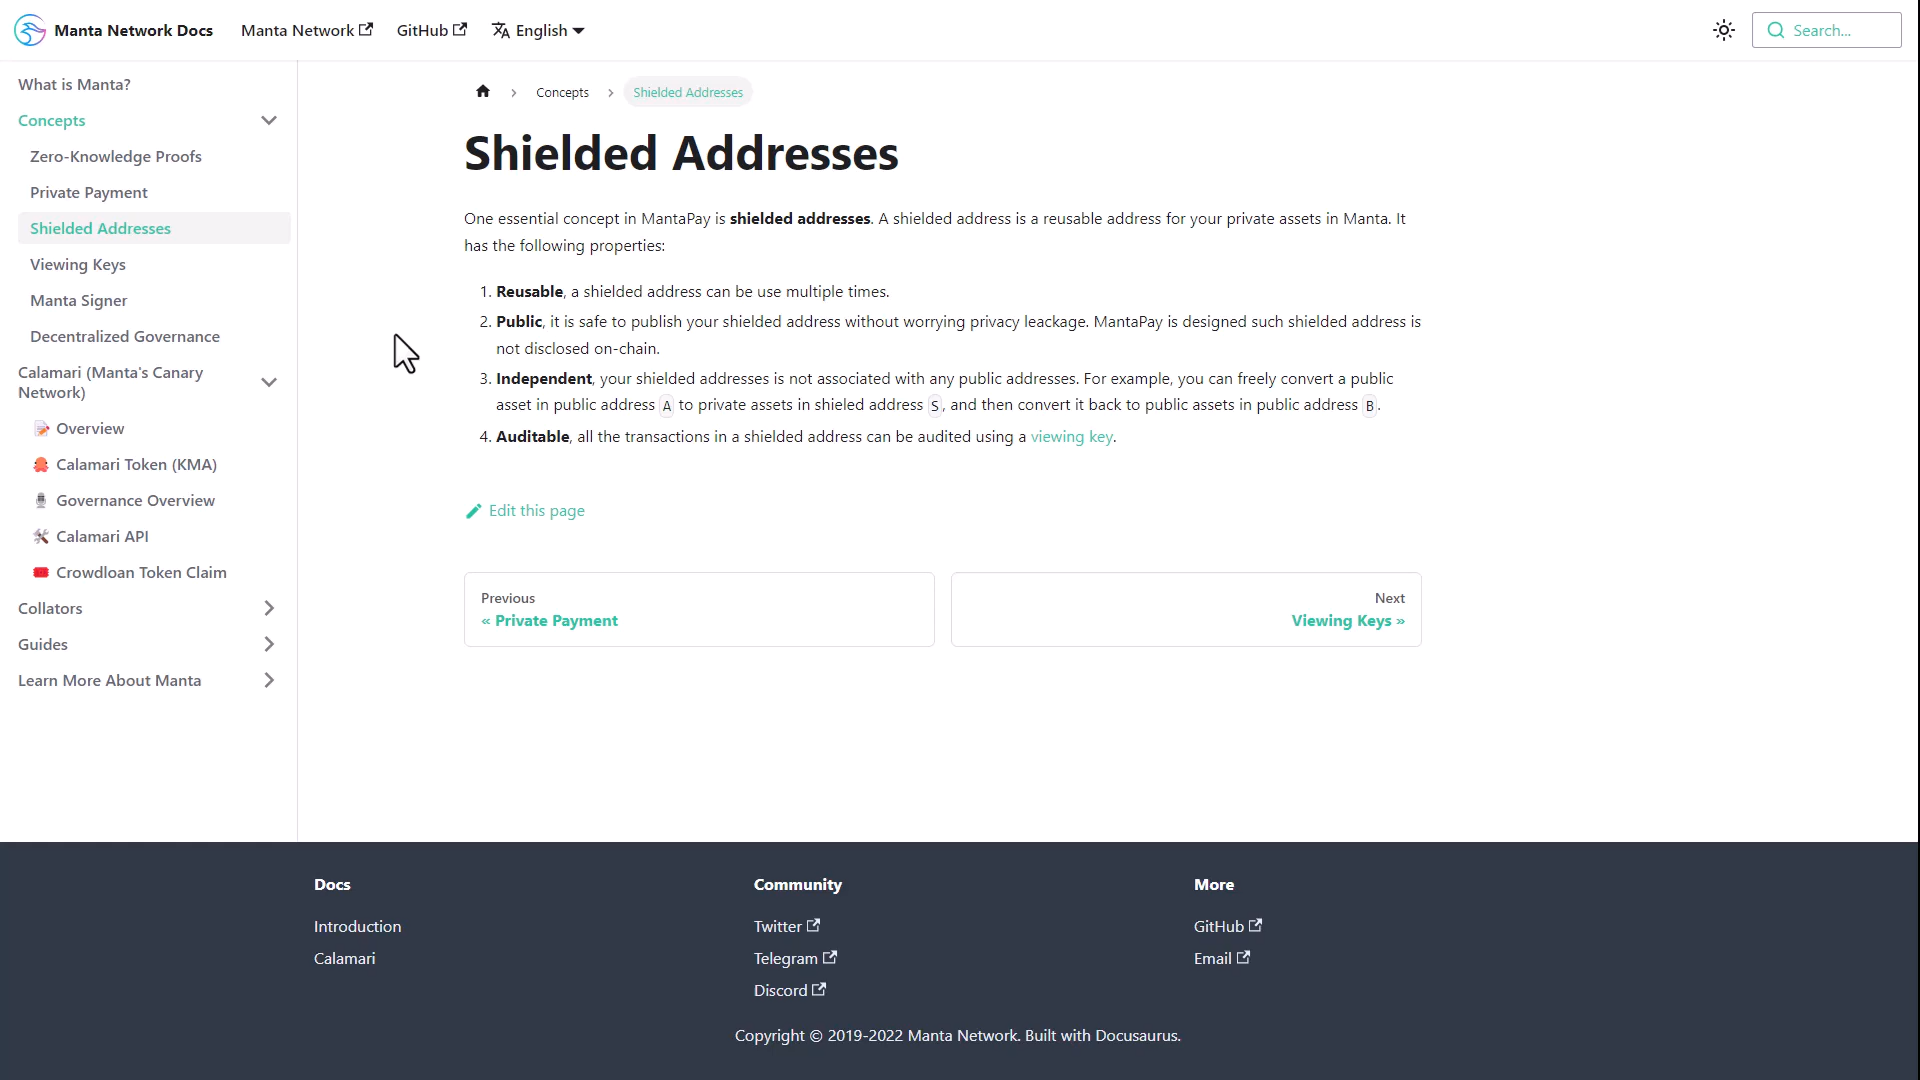 Manta Network Docs
Manta Network
GitHub
English
Search...
What is Manta?
Concepts
Zero-Knowledge Proofs
Private Payment
Shielded Addresses
Viewing Keys
Manta Signer
Decentralized Governance
Calamari (Manta's Canary
Network)
Overview
Calamari Token (KMA)
Governance Overview
Calamari API
Crowdloan Token Claim
Collators
Guides
Learn More About Manta
Concepts
Shielded Addresses
Shielded Addresses
One essential concept in MantaPay is shielded addresses. A shielded address is a reusable address for your private assets in Manta. It
has the following properties:
1. Reusable, a shielded address can be use multiple times.
2. Public, it is safe to publish your shielded address without worrying privacy leackage. MantaPay is designed such shielded address is
not disclosed on-chain.
3. Independent, your shielded addresses is not associated with any public addresses. For example, you can freely convert a public
asset in public address A to private assets in shieled address S, and then convert it back to public assets in public address B.
4. Auditable, all the transactions in a shielded address can be audited using a viewing key.
Edit this page
Previous
« Private Payment
Next
Viewing Keys »
Docs
Introduction
Calamari
Community
Twitter
Telegram
Discord
More
GitHub
Email
Copyright © 2019-2022 Manta Network. Built with Docusaurus.